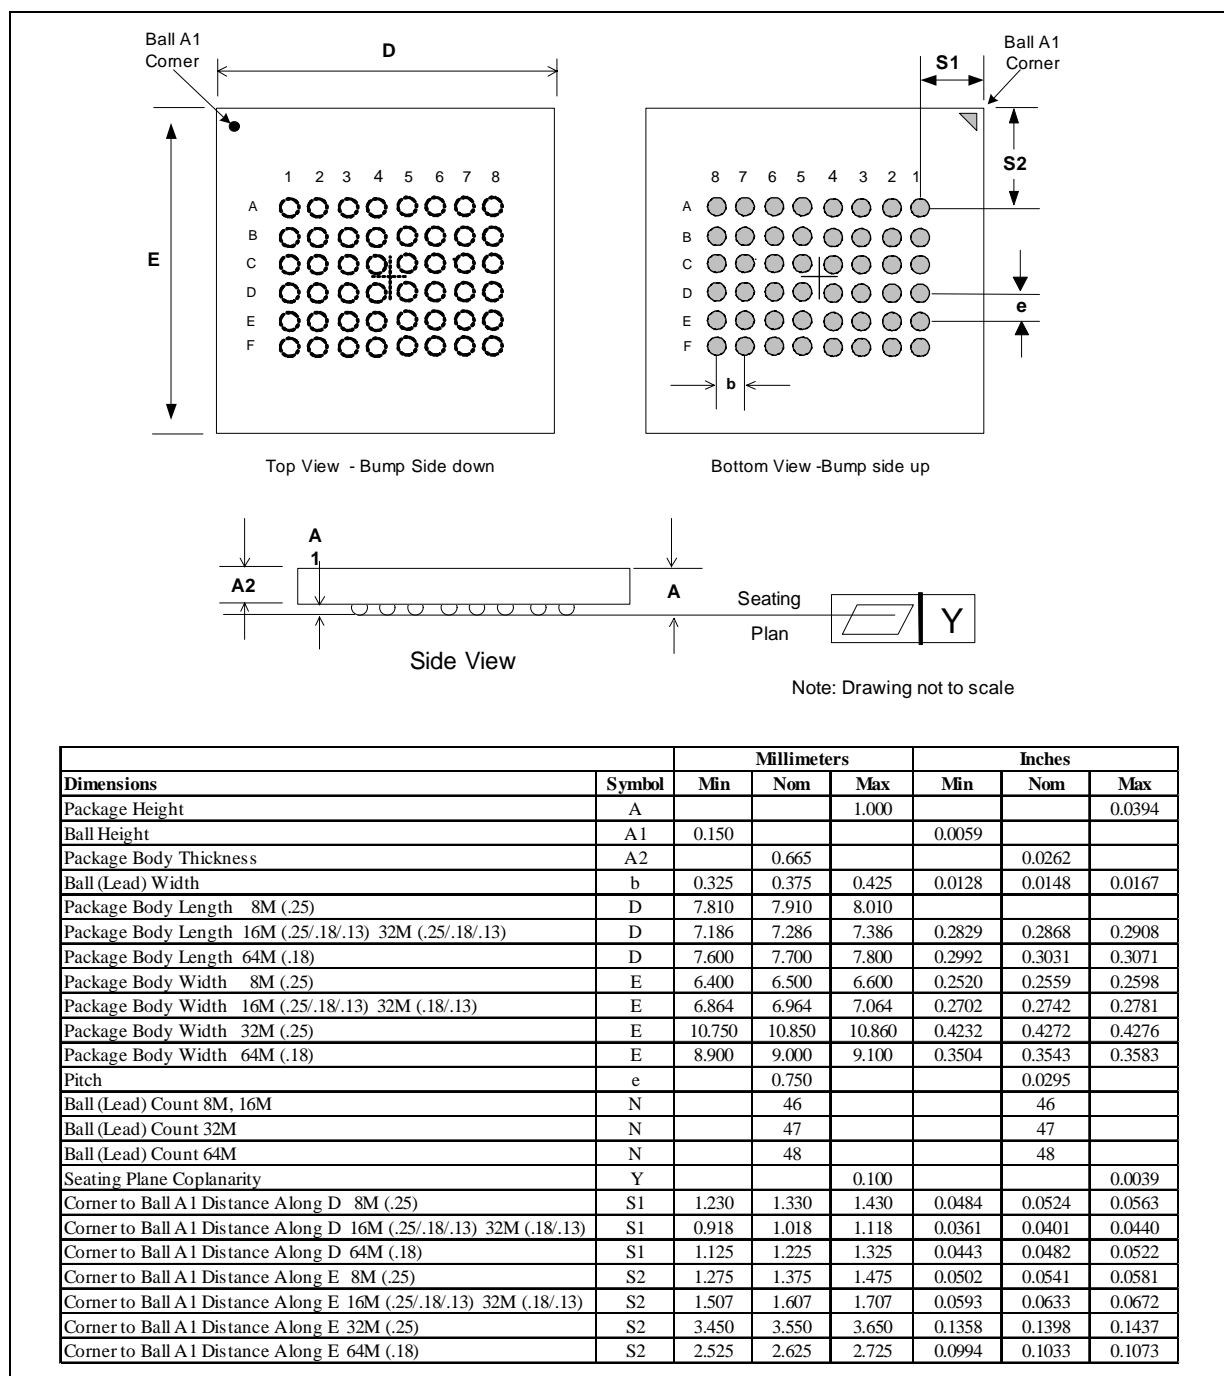 Ball A1
Corner
D
S1
Ball A1
Corner
S2
1 2 3 4 5 6 7 8
8 7 6 5 4 3 2 1
A
B
C
D
E
F
E
A
B
C
D
E
F
e
b
Top View - Bump Side down
Bottom View -Bump side up
A
1
A2
A
Seating
Plan
Y
Side View
Note: Drawing not to scale
Millimeters Inches
Dimensions Symbol Min Nom Max Min Nom Max
Package Height A 1.000 0.0394
Ball Height A1 0.150 0.0059
Package Body Thickness A2 0.665 0.0262
Ball (Lead) Width b 0.325 0.375 0.425 0.0128 0.0148 0.0167
Package Body Length 8M (.25) D 7.810 7.910 8.010
Package Body Length 16M (.25/.18/.13) 32M (.25/.18/.13) D 7.186 7.286 7.386 0.2829 0.2868 0.2908
Package Body Length 64M (.18) D 7.600 7.700 7.800 0.2992 0.3031 0.3071
Package Body Width 8M (.25) E 6.400 6.500 6.600 0.2520 0.2559 0.2598
Package Body Width 16M (.25/.18/.13) 32M (.18/.13) E 6.864 6.964 7.064 0.2702 0.2742 0.2781
Package Body Width 32M (.25) E 10.750 10.850 10.860 0.4232 0.4272 0.4276
Package Body Width 64M (.18) E 8.900 9.000 9.100 0.3504 0.3543 0.3583
Pitch e 0.750 0.0295
Ball (Lead) Count 8M, 16M N 46 46
Ball (Lead) Count 32M N 47 47
Ball (Lead) Count 64M N 48 48
Seating Plane Coplanarity Y 0.100 0.0039
Corner to Ball A1 Distance Along D 8M (.25) S1 1.230 1.330 1.430 0.0484 0.0524 0.0563
Corner to Ball A1 Distance Along D 16M (.25/.18/.13) 32M (.18/.13) S1 0.918 1.018 1.118 0.0361 0.0401 0.0440
Corner to Ball A1 Distance Along D 64M (.18) S1 1.125 1.225 1.325 0.0443 0.0482 0.0522
Corner to Ball A1 Distance Along E 8M (.25) S2 1.275 1.375 1.475 0.0502 0.0541 0.0581
Corner to Ball A1 Distance Along E 16M (.25/.18/.13) 32M (.18/.13) S2 1.507 1.607 1.707 0.0593 0.0633 0.0672
Corner to Ball A1 Distance Along E 32M (.25) S2 3.450 3.550 3.650 0.1358 0.1398 0.1437
Corner to Ball A1 Distance Along E 64M (.18) S2 2.525 2.625 2.725 0.0994 0.1033 0.1073